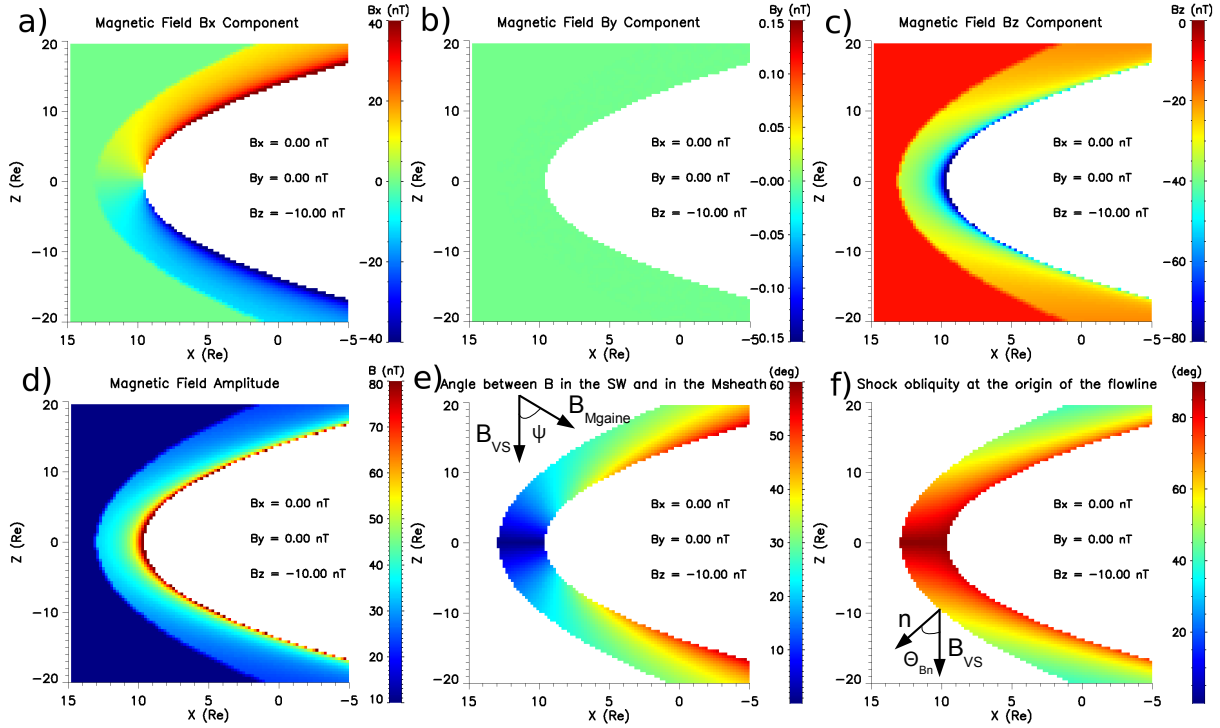 a)
Magnetic Field Bx Component
Bx (nT)
40
20
0
−20
−40
20
10
0
−10
−20
Z (Re)
15
10
5
0
−5
X (Re)
Bx = 0.00 nT
By = 0.00 nT
Bz = −10.00 nT
b)
Magnetic Field By Component
By (nT)
0.15
0.10
0.05
−0.00
−0.05
−0.10
−0.15
20
10
0
−10
−20
Z (Re)
15
10
5
0
−5
X (Re)
Bx = 0.00 nT
By = 0.00 nT
Bz = −10.00 nT
c)
Magnetic Field Bz Component
Bz (nT)
0
−20
−40
−60
−80
20
10
0
−10
−20
Z (Re)
15
10
5
0
−5
X (Re)
Bx = 0.00 nT
By = 0.00 nT
Bz = −10.00 nT
d)
Magnetic Field Amplitude
B (nT)
80
70
60
50
40
30
20
10
20
10
0
−10
−20
Z (Re)
15
10
5
0
−5
X (Re)
Bx = 0.00 nT
By = 0.00 nT
Bz = −10.00 nT
e)
Angle between B in the SW and in the Msheath
(deg)
60
50
40
30
20
10
B VS
ψ
B Mgaine
20
10
0
−10
−20
Z (Re)
15
10
5
0
−5
X (Re)
Bx = 0.00 nT
By = 0.00 nT
Bz = −10.00 nT
f)
Shock obliquity at the origin of the flowline
(deg)
80
60
40
20
20
10
0
−10
−20
Z (Re)
15
10
5
0
−5
X (Re)
Bx = 0.00 nT
By = 0.00 nT
Bz = −10.00 nT
n
Θ Bn
B VS